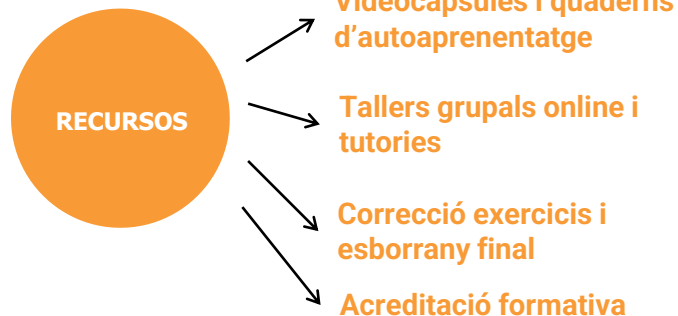 Videocàpsules i quaderns
d'autoaprenentatge
RECURSOS
Tallers grupals online i
tutories
Correcció exercicis i
esborrany final
Acreditació formativa